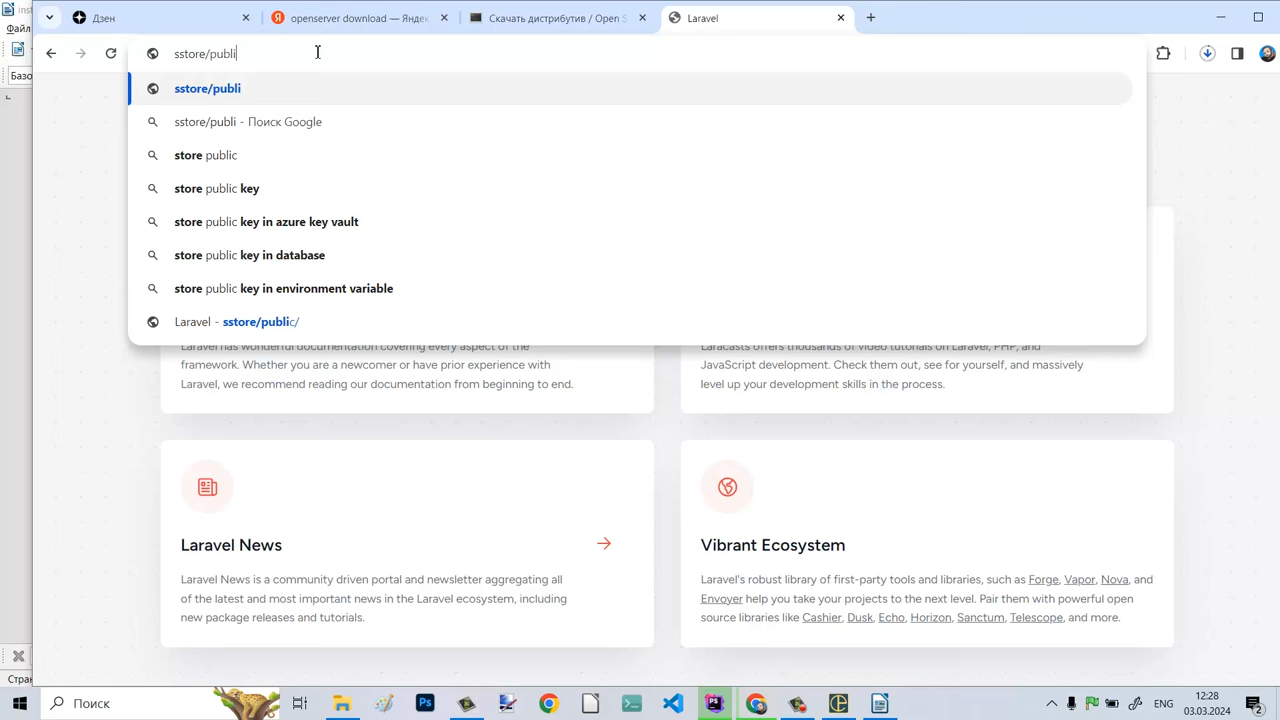 inst
Дзен
openserver download — Яндек
Скачать дистрибутив / Open S
Laravel
Файл
sstore/publi
Базо
sstore/publi
sstore/publi - Поиск Google
store public
store public key
store public key in azure key vault
store public key in database
store public key in environment variable
Laravel - sstore/public/
Laravel has wonderful documentation covering every aspect of the
framework. Whether you are a newcomer or have prior experience with
Laravel, we recommend reading our documentation from beginning to end.
Laracasts offers thousands of video tutorials on Laravel, PHP, and
JavaScript development. Check them out, see for yourself, and massively
level up your development skills in the process.
Laravel News
Laravel News is a community driven portal and newsletter aggregating all
of the latest and most important news in the Laravel ecosystem, including
new package releases and tutorials.
Vibrant Ecosystem
Laravel's robust library of first-party tools and libraries, such as Forge, Vapor, Nova, and
Envoyer help you take your projects to the next level. Pair them with powerful open
source libraries like Cashier, Dusk, Echo, Horizon, Sanctum, Telescope, and more.
Стран
Поиск
Ps
PS
ENG
12:28
03.03.2024
2